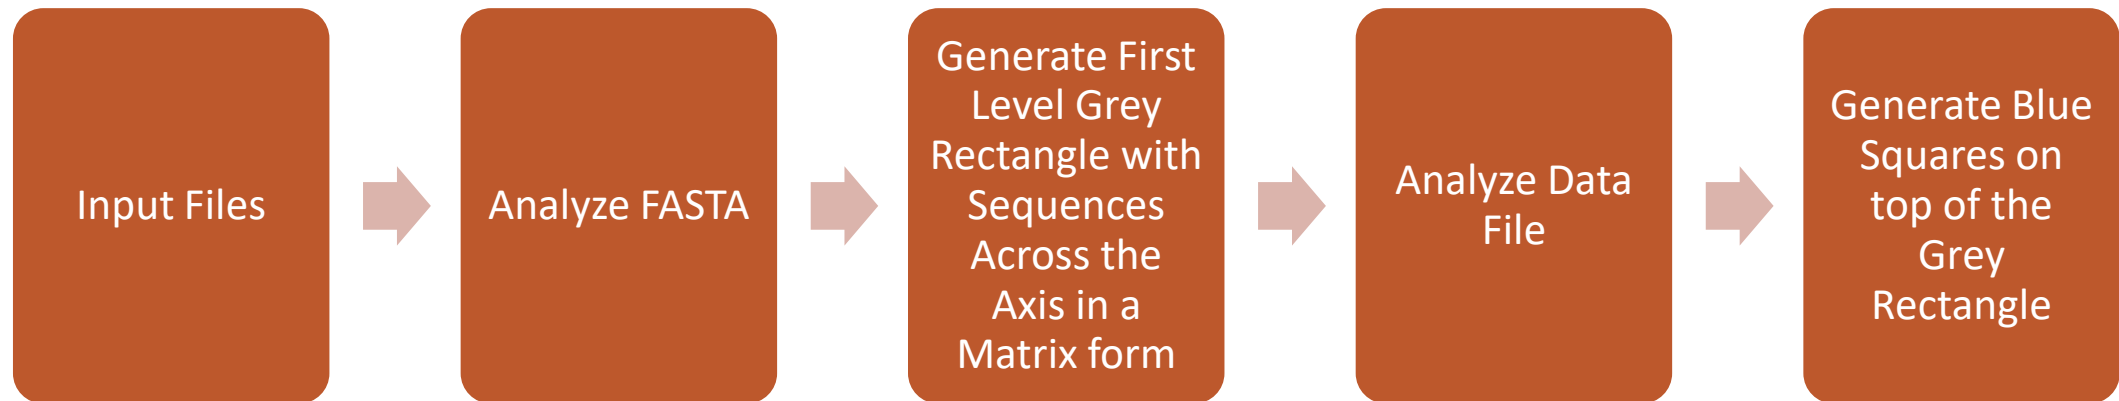 Input Files
Analyze FASTA
Generate First
Level Grey
Rectangle with
Sequences
Across the
Axis in a
Matrix form
Analyze Data
File
Generate Blue
Squares on
top of the
Grey
Rectangle